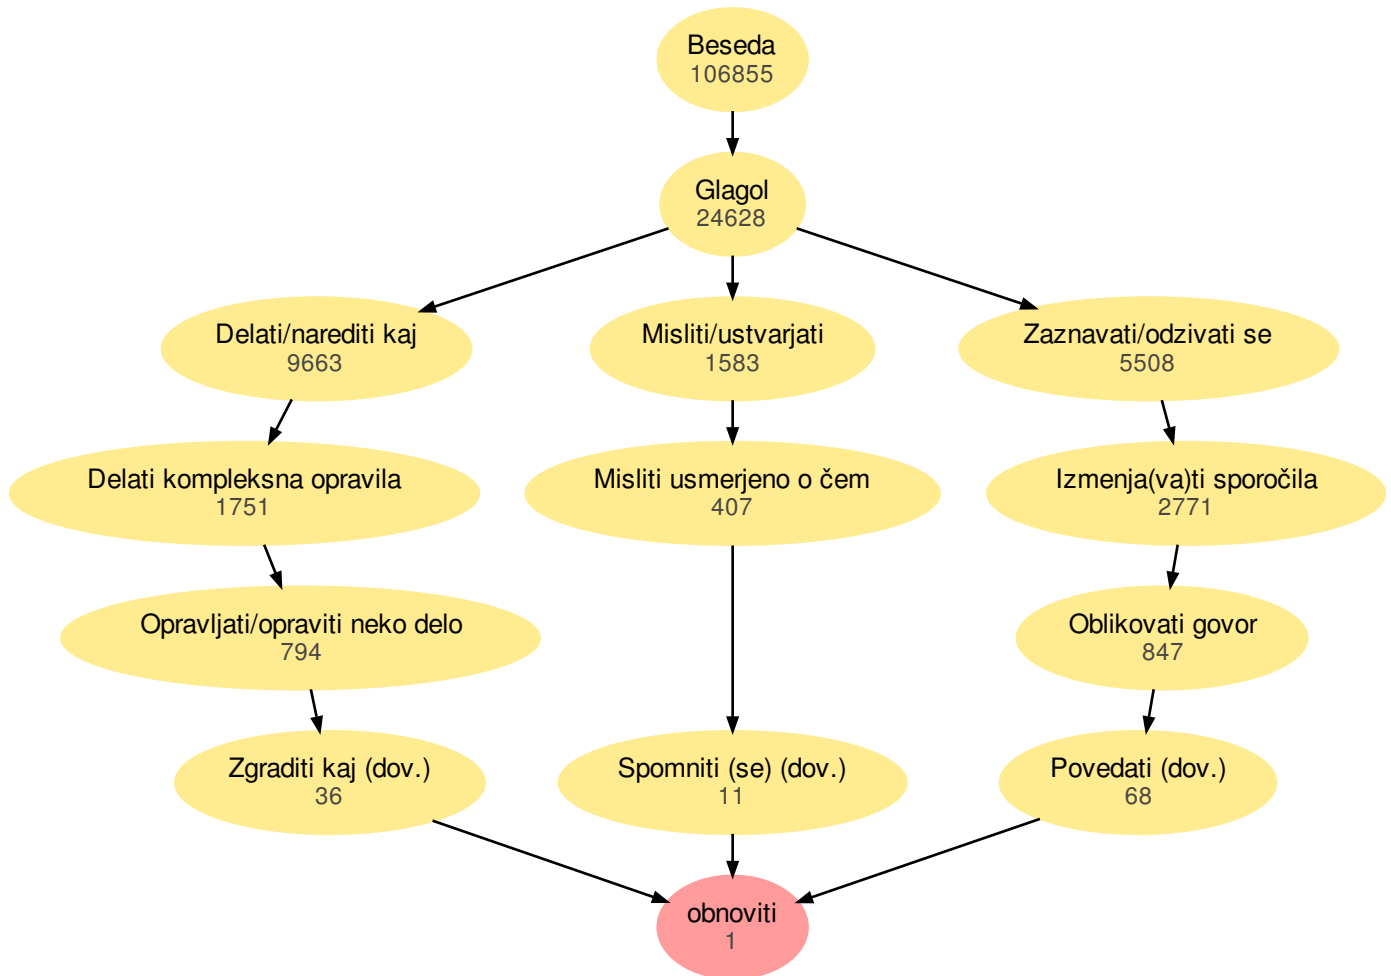 Beseda
106855
Glagol
24628
Delati/narediti kaj
9663
Misliti/ustvarjati
1583
Zaznavati/odzivati se
5508
Delati kompleksna opravila
1751
Misliti usmerjeno o čem
407
Izmenja(va)ti sporočila
2771
Opravljati/opraviti neko delo
794
Oblikovati govor
847
Zgraditi kaj (dov.)
36
Spomniti (se) (dov.)
11
Povedati (dov.)
68
obnoviti
1